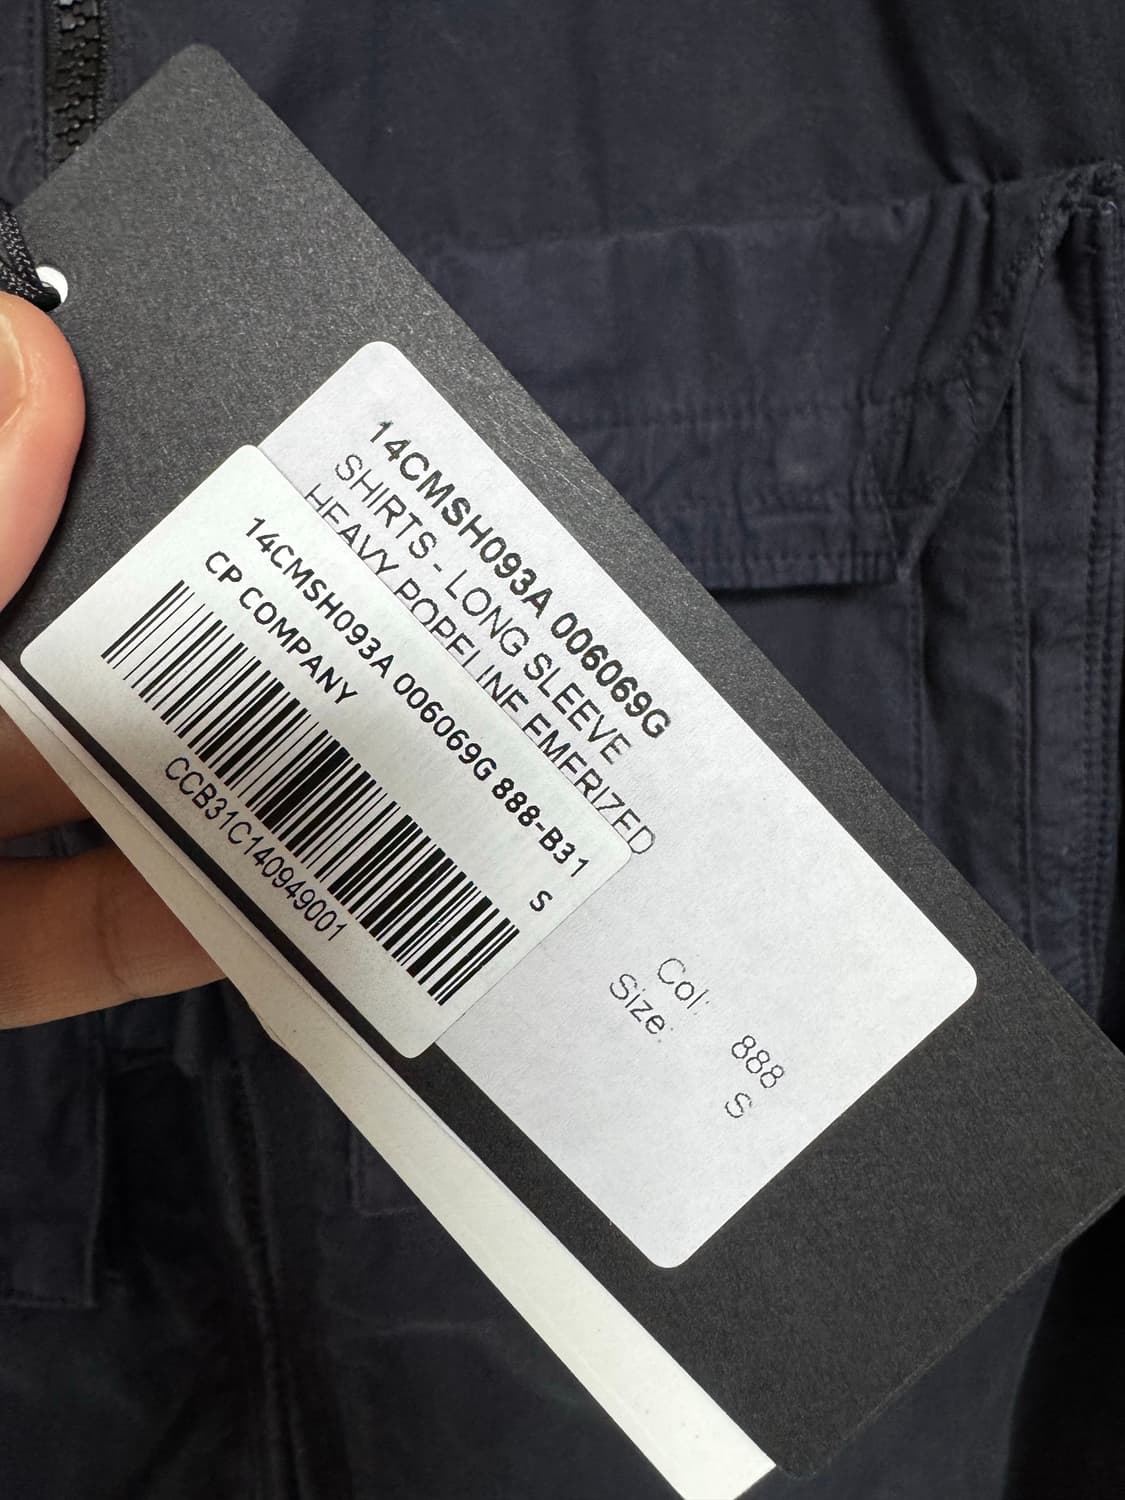 14CMSH093A 006069G
SHIRTS - LONG SLEEVE
HEAVY POPELINE EMERIZED
Col: 888
Size: S
14CMSH093A 006069G 888-B31
CP COMPANY S
CCB31C140949001